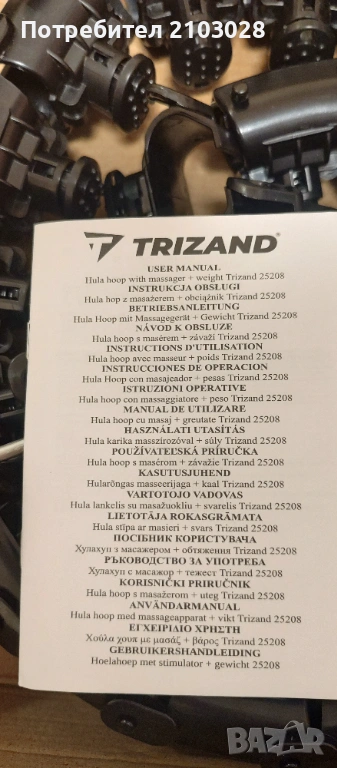 Потребител 2103028
TRIZAND®
USER MANUAL
Hula hoop with massager + weight Trizand 25208
INSTRUKCJA OBSŁUGI
Hula hop z masażerem + obciążnik Trizand 25208
BETRIEBSANLEITUNG
Hula Hoop mit Massagegerät + Gewicht Trizand 25208
NÁVOD K OBSLUZE
Hula hoop s masérem + závaží Trizand 25208
INSTRUCTIONS D'UTILISATION
Hula hoop avec masseur + poids Trizand 25208
INSTRUCCIONES DE OPERACION
Hula Hoop con masajeador + pesas Trizand 25208
ISTRUZIONI OPERATIVE
Hula hoop con massaggiatore + peso Trizand 25208
MANUAL DE UTILIZARE
Hula hoop cu masaj + greutate Trizand 25208
HASZNÁLATI UTASÍTÁS
Hula karika masszírozóval + súly Trizand 25208
POUŽÍVATEĽSKÁ PRÍRUČKA
Hula hoop s masérom + závažie Trizand 25208
KASUTUSJUHEND
Hularõngas masseerijaga + kaal Trizand 25208
VARTOTOJO VADOVAS
Hula lankelis su masažuokliu + svarelis Trizand 25208
LIETOTĀJA ROKASGRĀMATA
Hula stīpa ar masieri + svars Trizand 25208
ПОСІБНИК КОРИСТУВАЧА
Хулахуп з масажером + обтяження Trizand 25208
РЪКОВОДСТВО ЗА УПОТРЕБА
Хулахуп с масажор + тежест Trizand 25208
KORISNIČKI PRIRUČNIK
Hula hoop s masažerom + uteg Trizand 25208
ANVÄNDARMANUAL
Hula hoop med massageapparat + vikt Trizand 25208
ΕΓΧΕΙΡΙΔΙΟ ΧΡΗΣΤΗ
Χούλα χουπ με μασάζ + βάρος Trizand 25208
GEBRUIKERSHANDLEIDING
Hoelahoep met stimulator + gewicht 25208
BAZAR